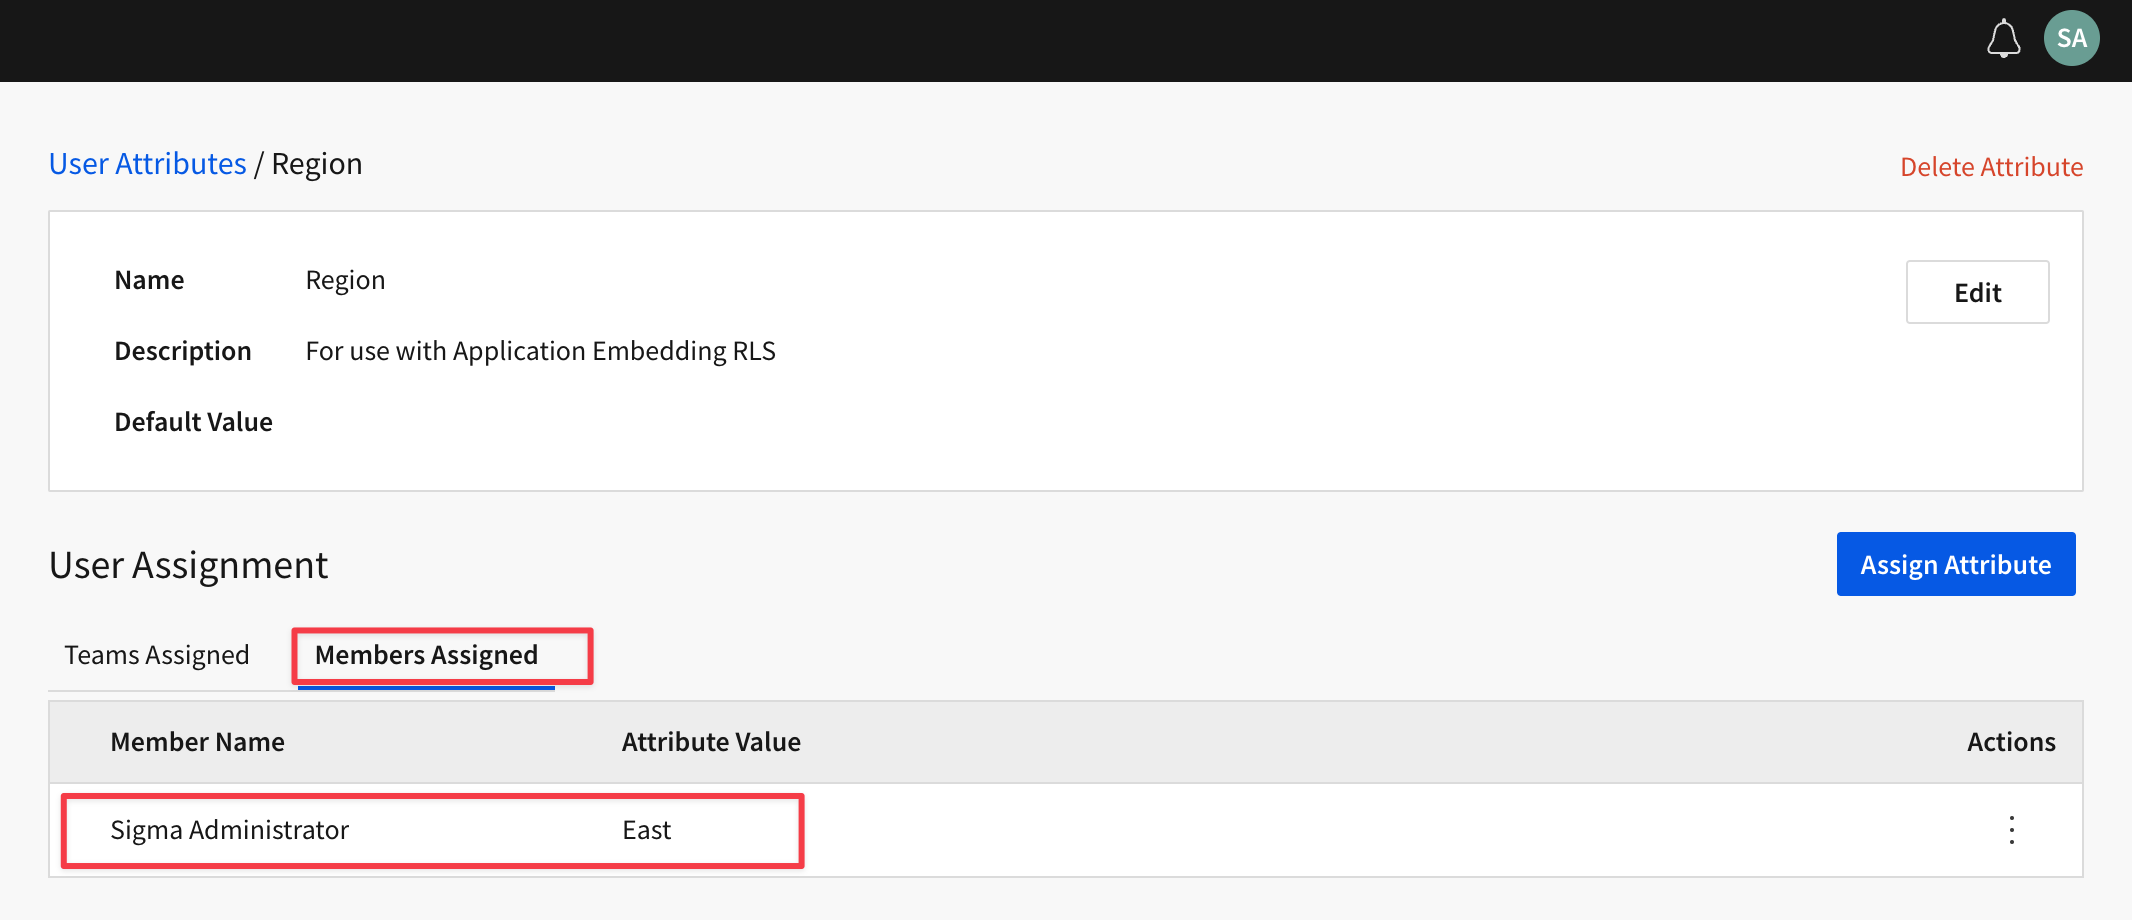 SA
User Attributes / Region
Delete Attribute
Name Region
Edit
Description For use with Application Embedding RLS
Default Value
User Assignment
Assign Attribute
Teams Assigned Members Assigned
Member Name Attribute Value Actions
Sigma Administrator East